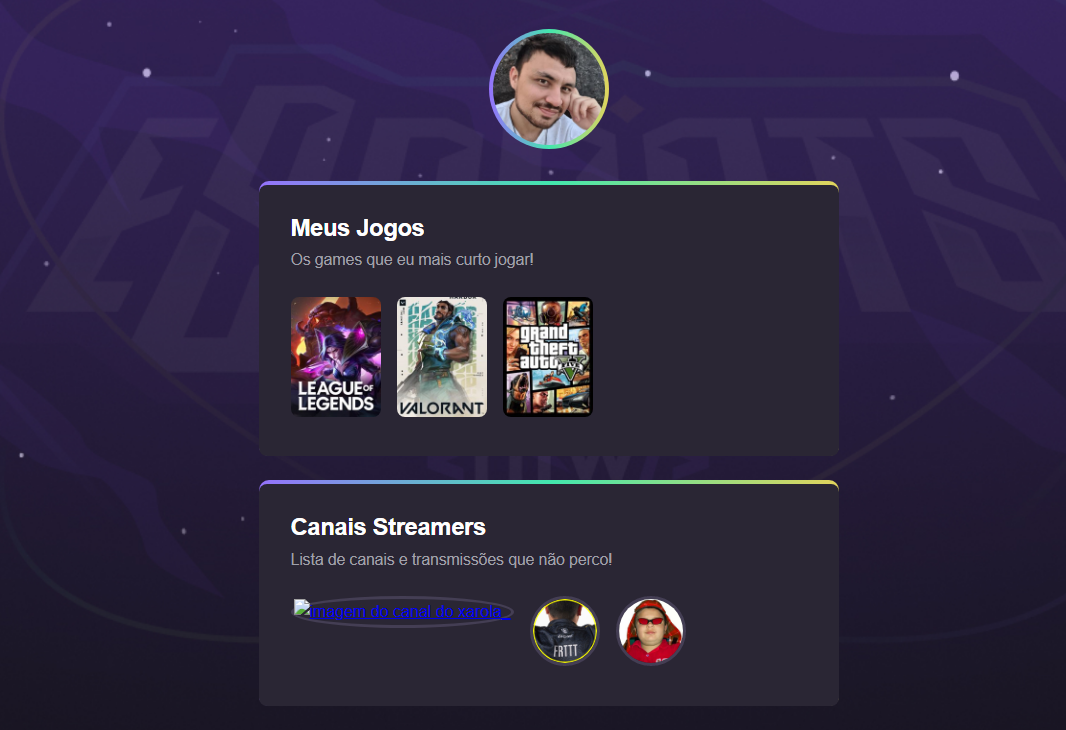 Meus Jogos
Os games que eu mais curto jogar!
LEAGUE OF
LEGENDS
VALORANT
grand
theft
auto
V
Canais Streamers
Lista de canais e transmissões que não perco!
imagem do canal do xarola
FRTTT